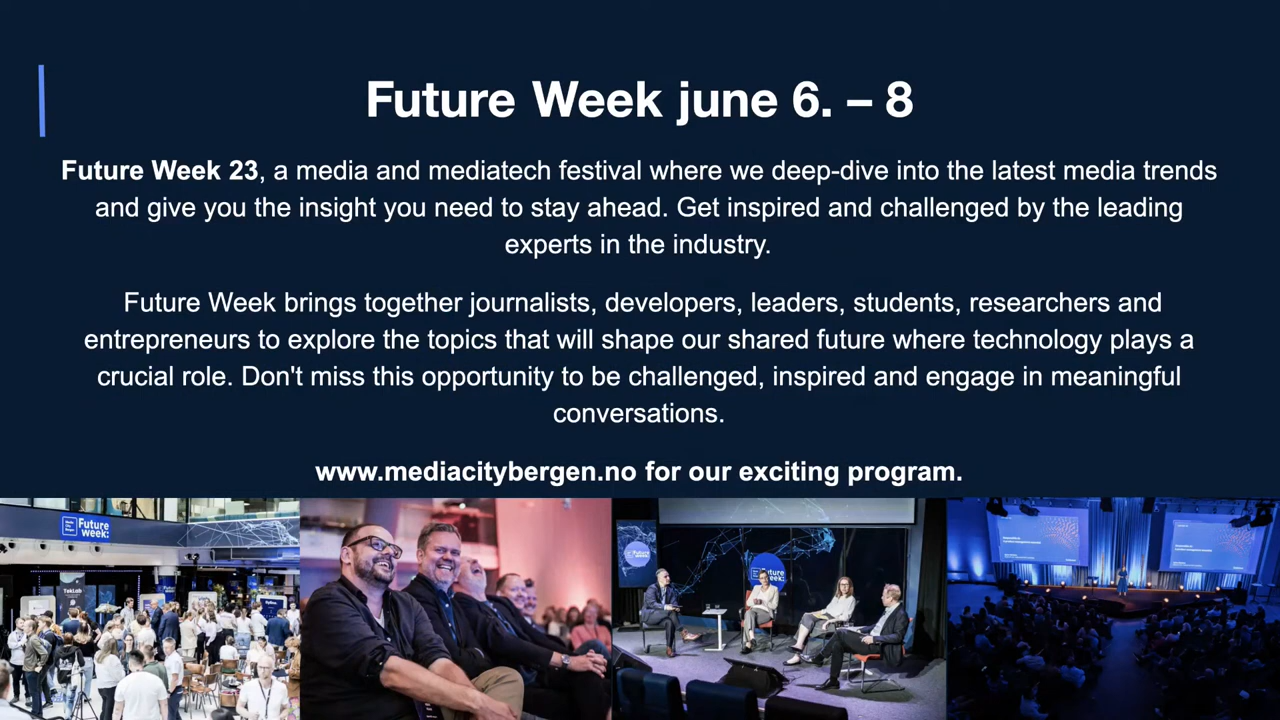 Future Week june 6. – 8
Future Week 23, a media and mediatech festival where we deep-dive into the latest media trends
and give you the insight you need to stay ahead. Get inspired and challenged by the leading
experts in the industry.
Future Week brings together journalists, developers, leaders, students, researchers and
entrepreneurs to explore the topics that will shape our shared future where technology plays a
crucial role. Don't miss this opportunity to be challenged, inspired and engage in meaningful
conversations.
www.mediacitybergen.no for our exciting program.
Future
Week:
TekLab
Future
Week: